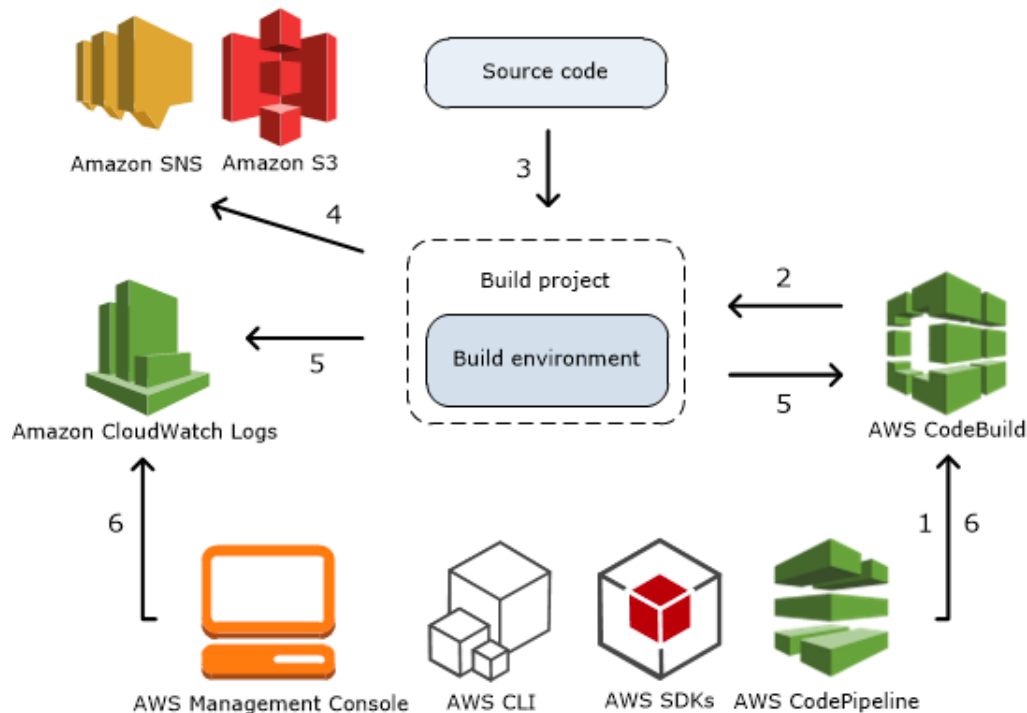 Source code
Amazon SNS
Amazon S3
3
4
Build project
2
Build environment
5
5
Amazon CloudWatch Logs
AWS CodeBuild
6
1
6
AWS Management Console
AWS CLI
AWS SDKs
AWS CodePipeline